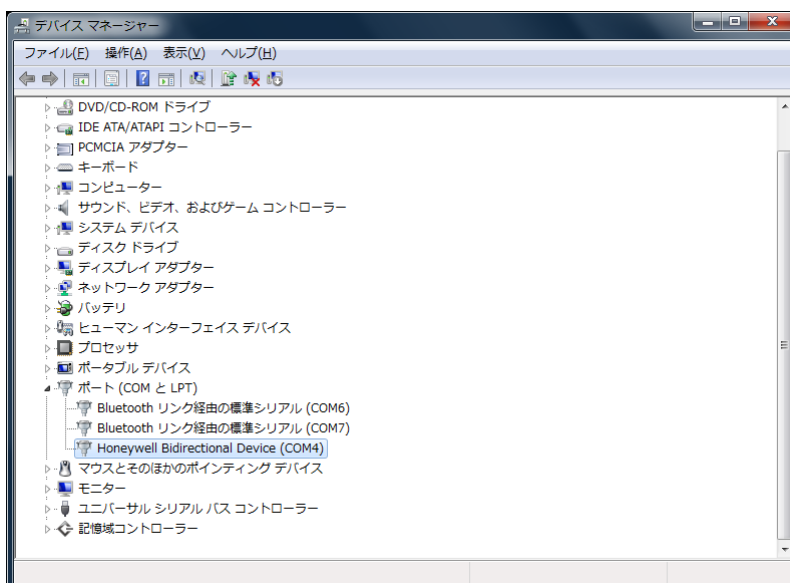 デバイス マネージャー
ファイル(F) 操作(A) 表示(V) ヘルプ(H)
DVD/CD-ROM ドライブ
IDE ATA/ATAPI コントローラー
PCMCIA アダプター
キーボード
コンピューター
サウンド、ビデオ、およびゲーム コントローラー
システム デバイス
ディスク ドライブ
ディスプレイ アダプター
ネットワーク アダプター
バッテリ
ヒューマン インターフェイス デバイス
プロセッサ
ポータブル デバイス
ポート (COM と LPT)
Bluetooth リンク経由の標準シリアル (COM6)
Bluetooth リンク経由の標準シリアル (COM7)
Honeywell Bidirectional Device (COM4)
マウスとそのほかのポインティング デバイス
モニター
ユニバーサル シリアル バス コントローラー
記憶域コントローラー